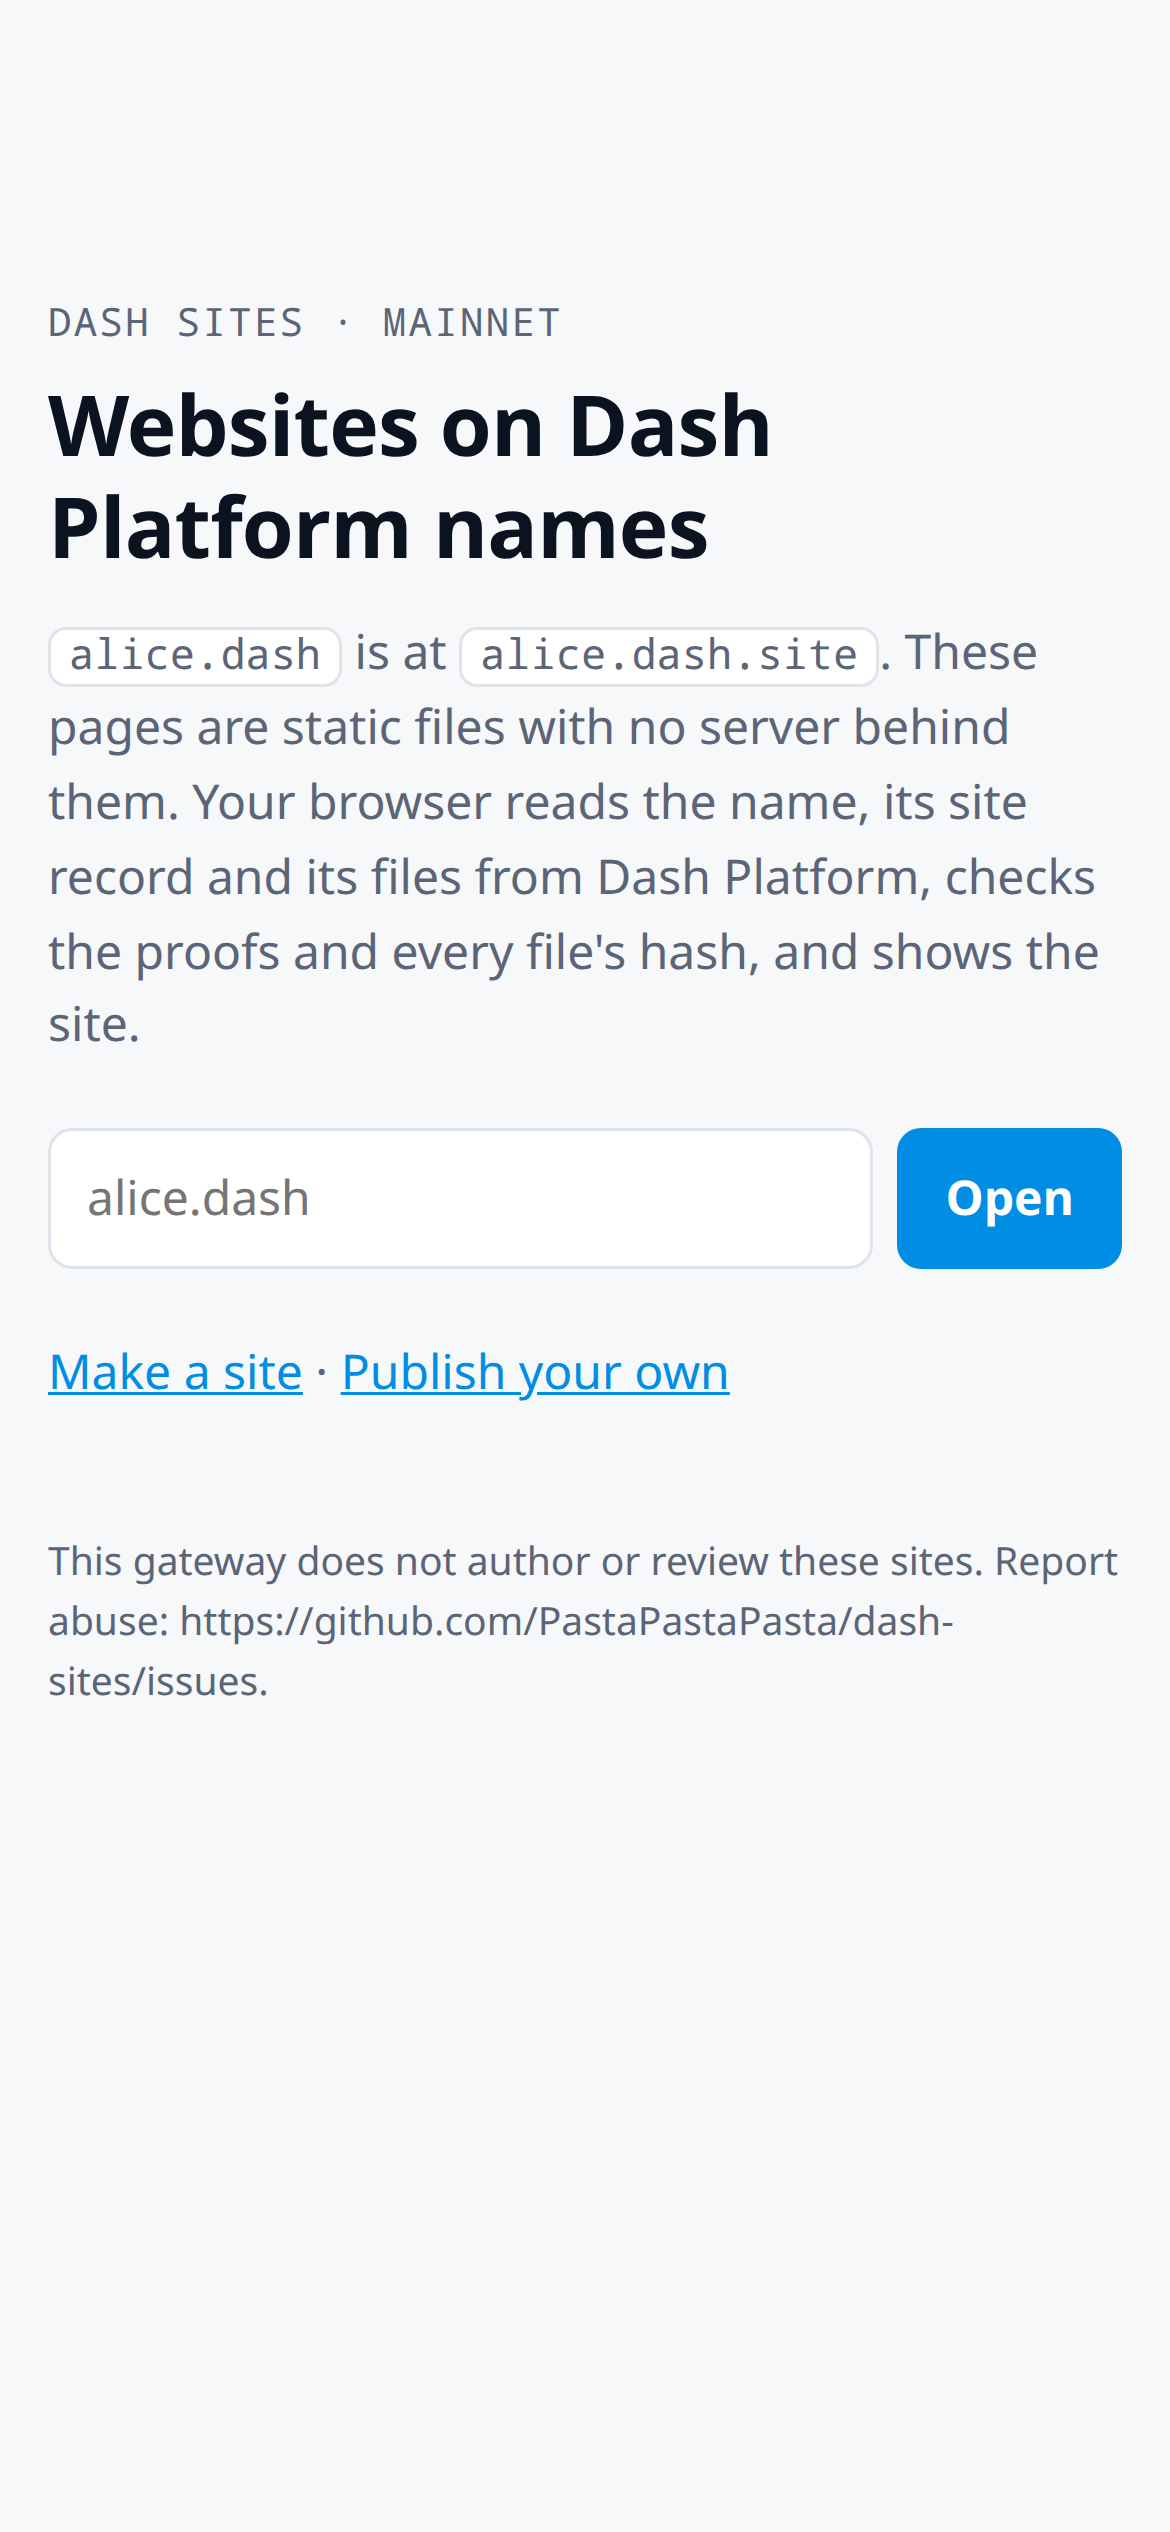 DASH SITES · MAINNET
Websites on Dash
Platform names
alice.dash is at alice.dash.site. These
pages are static files with no server behind
them. Your browser reads the name, its site
record and its files from Dash Platform, checks
the proofs and every file's hash, and shows the
site.
alice.dash
Open
Make a site · Publish your own
This gateway does not author or review these sites. Report
abuse: https://github.com/PastaPastaPasta/dash-
sites/issues.